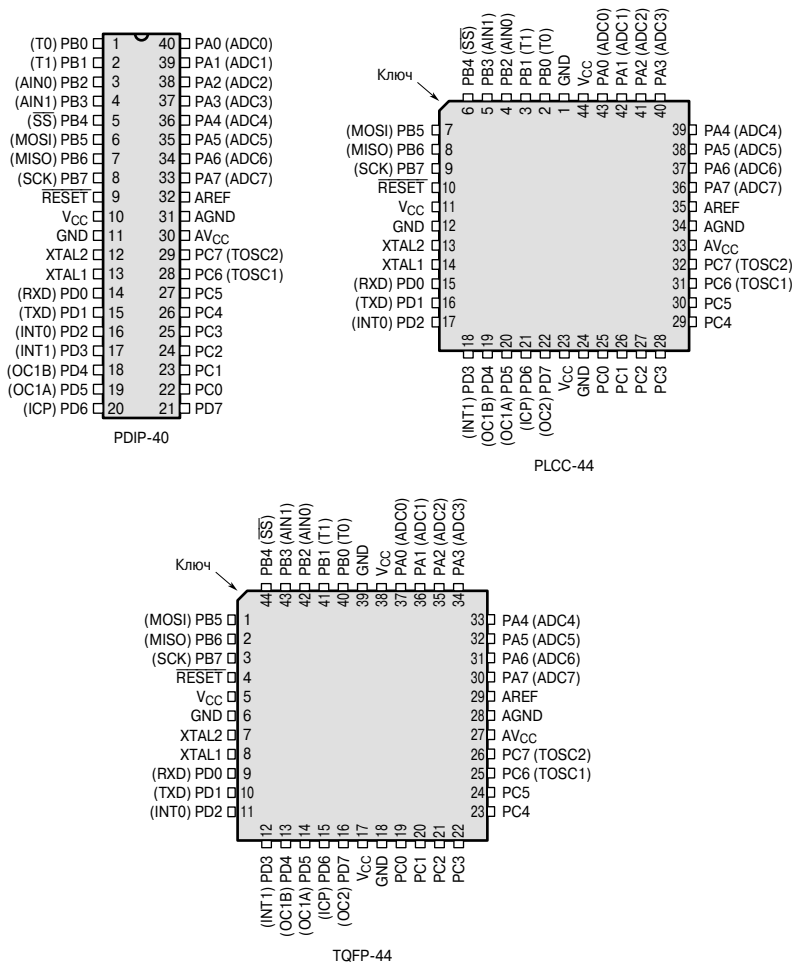 (T0) PB0 1 40 PA0 (ADC0)
(T1) PB1 2 39 PA1 (ADC1)
(AIN0) PB2 3 38 PA2 (ADC2)
(AIN1) PB3 4 37 PA3 (ADC3)
(SS) PB4 5 36 PA4 (ADC4)
(MOSI) PB5 6 35 PA5 (ADC5)
(MISO) PB6 7 34 PA6 (ADC6)
(SCK) PB7 8 33 PA7 (ADC7)
RESET 9 32 AREF
VCC 10 31 AGND
GND 11 30 AVCC
XTAL2 12 29 PC7 (TOSC2)
XTAL1 13 28 PC6 (TOSC1)
(RXD) PD0 14 27 PC5
(TXD) PD1 15 26 PC4
(INT0) PD2 16 25 PC3
(INT1) PD3 17 24 PC2
(OC1B) PD4 18 23 PC1
(OC1A) PD5 19 22 PC0
(ICP) PD6 20 21 PD7
PDIP-40
Ключ
PB4 (SS)
PB3 (AIN1)
PB2 (AIN0)
PB1 (T1)
PB0 (T0)
GND
VCC
PA0 (ADC0)
PA1 (ADC1)
PA2 (ADC2)
PA3 (ADC3)
6 5 4 3 2 1 44 43 42 41 40
(MOSI) PB5 7 39 PA4 (ADC4)
(MISO) PB6 8 38 PA5 (ADC5)
(SCK) PB7 9 37 PA6 (ADC6)
RESET 10 36 PA7 (ADC7)
VCC 11 35 AREF
GND 12 34 AGND
XTAL2 13 33 AVCC
XTAL1 14 32 PC7 (TOSC2)
(RXD) PD0 15 31 PC6 (TOSC1)
(TXD) PD1 16 30 PC5
(INT0) PD2 17 29 PC4
18 19 20 21 22 23 24 25 26 27 28
(INT1) PD3
(OC1B) PD4
(OC1A) PD5
(ICP) PD6
(OC2) PD7
VCC
GND
PC0
PC1
PC2
PC3
PLCC-44
Ключ
PB4 (SS)
PB3 (AIN1)
PB2 (AIN0)
PB1 (T1)
PB0 (T0)
GND
VCC
PA0 (ADC0)
PA1 (ADC1)
PA2 (ADC2)
PA3 (ADC3)
44 43 42 41 40 39 38 37 36 35 34
(MOSI) PB5 1 33 PA4 (ADC4)
(MISO) PB6 2 32 PA5 (ADC5)
(SCK) PB7 3 31 PA6 (ADC6)
RESET 4 30 PA7 (ADC7)
VCC 5 29 AREF
GND 6 28 AGND
XTAL2 7 27 AVCC
XTAL1 8 26 PC7 (TOSC2)
(RXD) PD0 9 25 PC6 (TOSC1)
(TXD) PD1 10 24 PC5
(INT0) PD2 11 23 PC4
12 13 14 15 16 17 18 19 20 21 22
(INT1) PD3
(OC1B) PD4
(OC1A) PD5
(ICP) PD6
(OC2) PD7
VCC
GND
PC0
PC1
PC2
PC3
TQFP-44